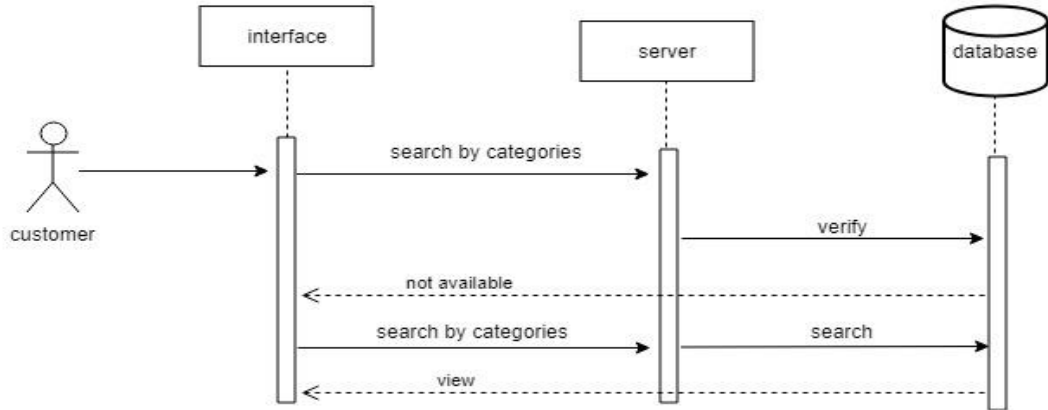 interface
server
database
search by categories
customer
verify
not available
search by categories
search
view